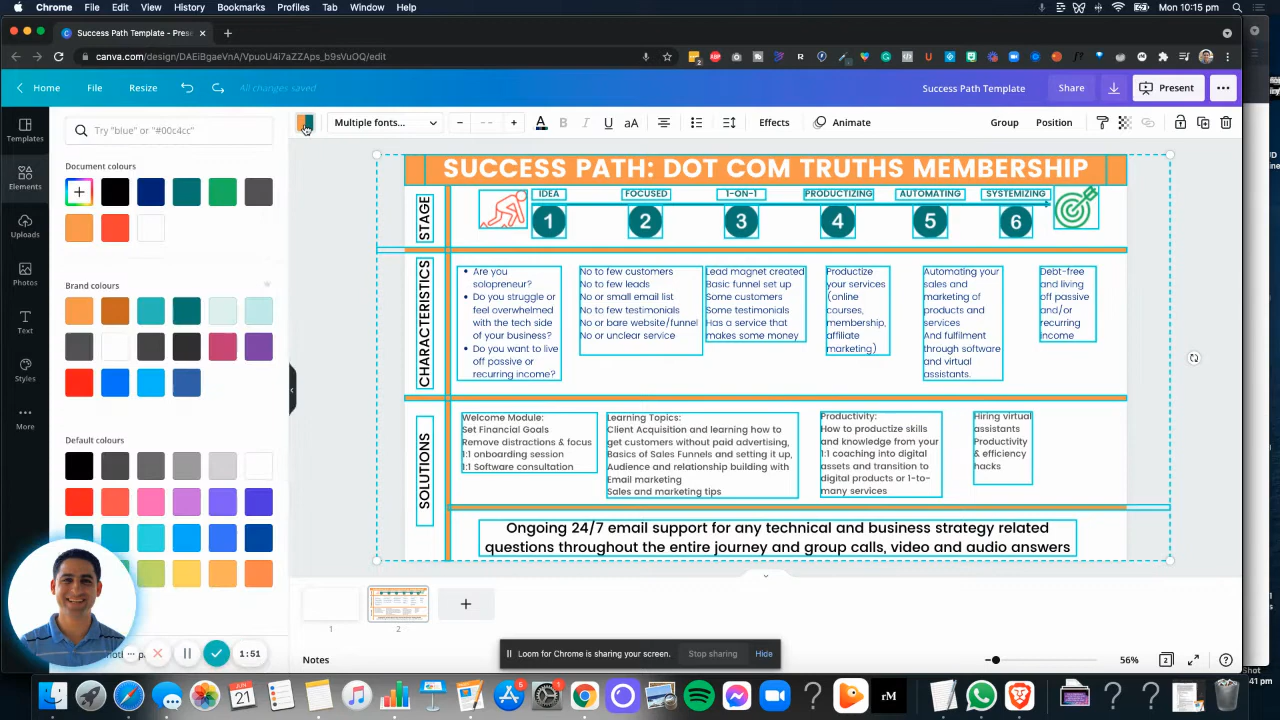 Chrome File Edit View History Bookmarks Profiles Tab Window Help
Mon 10:15 pm
Success Path Template - Prese
canva.com/design/DAEiBgaeVnA/VpuoU4i7aZZAps_b9sVuOQ/edit
Home File Resize All changes saved
Success Path Template Share Present
Templates
Elements
Uploads
Photos
Text
Styles
More
Try "blue" or "#00c4cc"
Document colours
Brand colours
Default colours
Multiple fonts... – -- + A B I U aA Effects Animate Group Position
SUCCESS PATH: DOT COM TRUTHS MEMBERSHIP
STAGE
IDEA FOCUSED 1-ON-1 PRODUCTIZING AUTOMATING SYSTEMIZING
1 2 3 4 5 6
CHARACTERISTICS
• Are you
solopreneur?
• Do you struggle or
feel overwhelmed
with the tech side
of your business?
• Do you want to live
off passive or
recurring income?
No to few customers
No to few leads
No or small email list
No to few testimonials
No or bare website/funnel
No or unclear service
Lead magnet created
Basic funnel set up
Some customers
Some testimonials
Has a service that
makes some money
Productize
your services
(online
courses,
membership,
affiliate
marketing)
Automating your
sales and
marketing of
products and
services
And fulfilment
through software
and virtual
assistants.
Debt-free
and living
off passive
and/or
recurring
income
SOLUTIONS
Welcome Module:
Set Financial Goals
Remove distractions & focus
1:1 onboarding session
1:1 Software consultation
Learning Topics:
Client Acquisition and learning how to
get customers without paid advertising,
Basics of Sales Funnels and setting it up,
Audience and relationship building with
Email marketing
Sales and marketing tips
Productivity:
How to productize skills
and knowledge from your
1:1 coaching into digital
assets and transition to
digital products or 1-to-
many services
Hiring virtual
assistants
Productivity
& efficiency
hacks
Ongoing 24/7 email support for any technical and business strategy related
questions throughout the entire journey and group calls, video and audio answers
1 2
1:51
Loom for Chrome is sharing your screen. Stop sharing Hide
Notes
56% 2
JUN
21
5
rM
41 pm